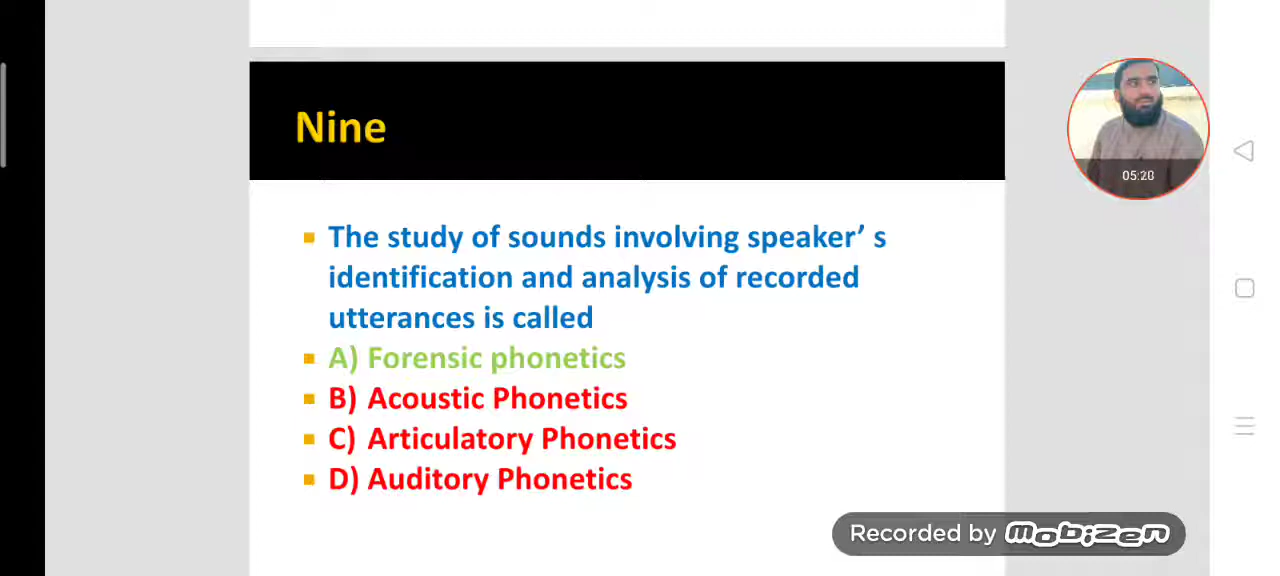 Nine
05:20
The study of sounds involving speaker’ s
identification and analysis of recorded
utterances is called
A) Forensic phonetics
B) Acoustic Phonetics
C) Articulatory Phonetics
D) Auditory Phonetics
Recorded by mobizen